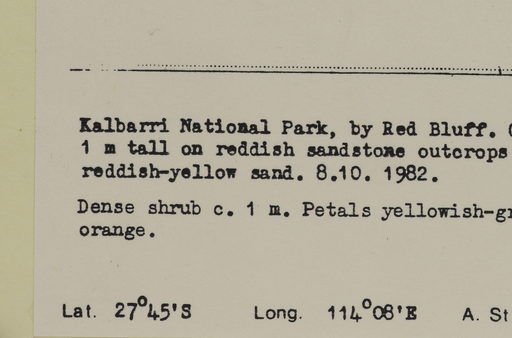 Kalbarri National Park, by Red Bluff.
1 m tall on reddish sandstone outcrops
reddish-yellow sand. 8.10. 1982.
Dense shrub c. 1 m. Petals yellowish-gr
orange.
Lat. 27°45'S Long. 114°08'E A. St